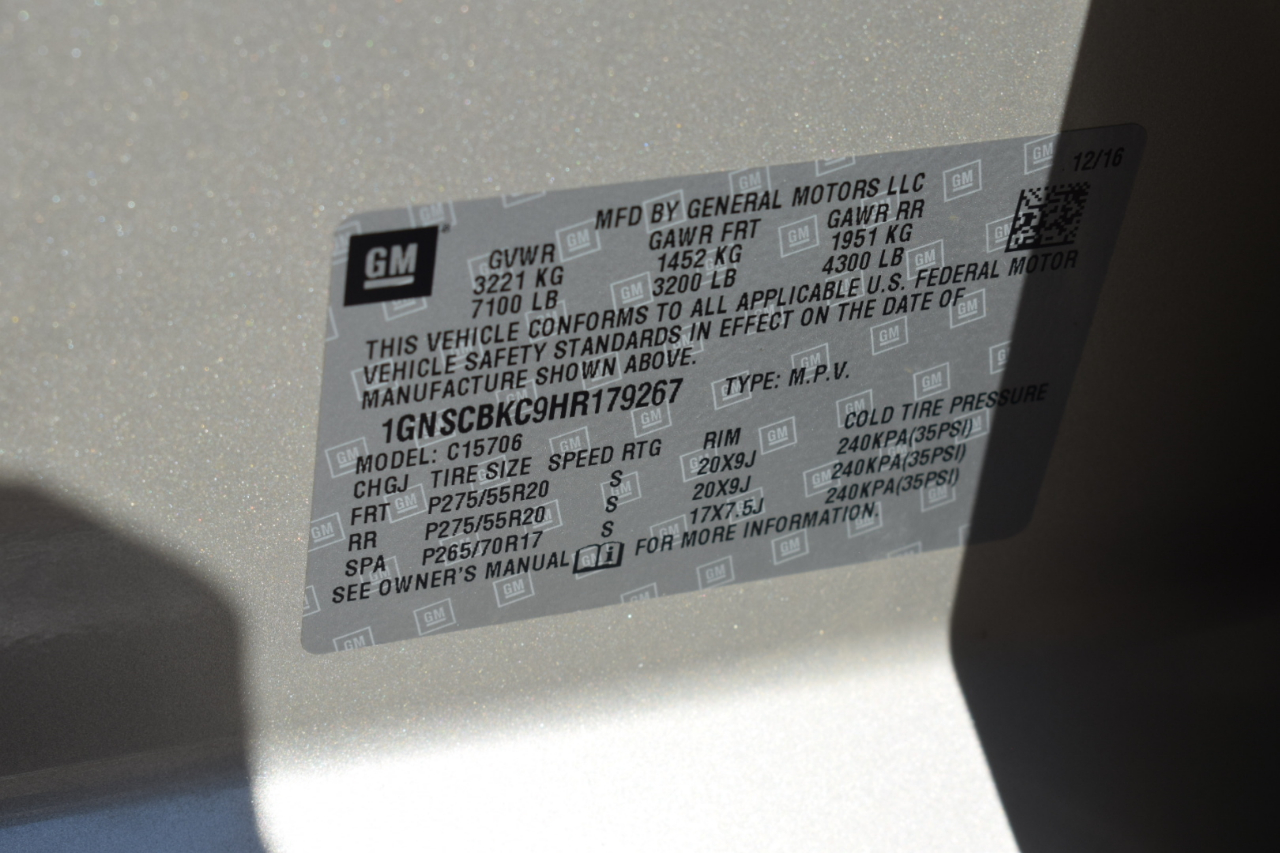 12/16
MFD BY GENERAL MOTORS LLC
GM
GVWR GAWR FRT GAWR RR
3221 KG 1452 KG 1951 KG
7100 LB 3200 LB 4300 LB
THIS VEHICLE CONFORMS TO ALL APPLICABLE U.S. FEDERAL MOTOR
VEHICLE SAFETY STANDARDS IN EFFECT ON THE DATE OF
MANUFACTURE SHOWN ABOVE.
1GNSCBKC9HR179267 TYPE: M.P.V.
MODEL: C15706
CHGJ TIRE SIZE SPEED RTG RIM COLD TIRE PRESSURE
FRT P275/55R20 S 20X9J 240KPA(35PSI)
RR P275/55R20 S 20X9J 240KPA(35PSI)
SPA P265/70R17 S 17X7.5J 240KPA(35PSI)
SEE OWNER'S MANUAL FOR MORE INFORMATION.